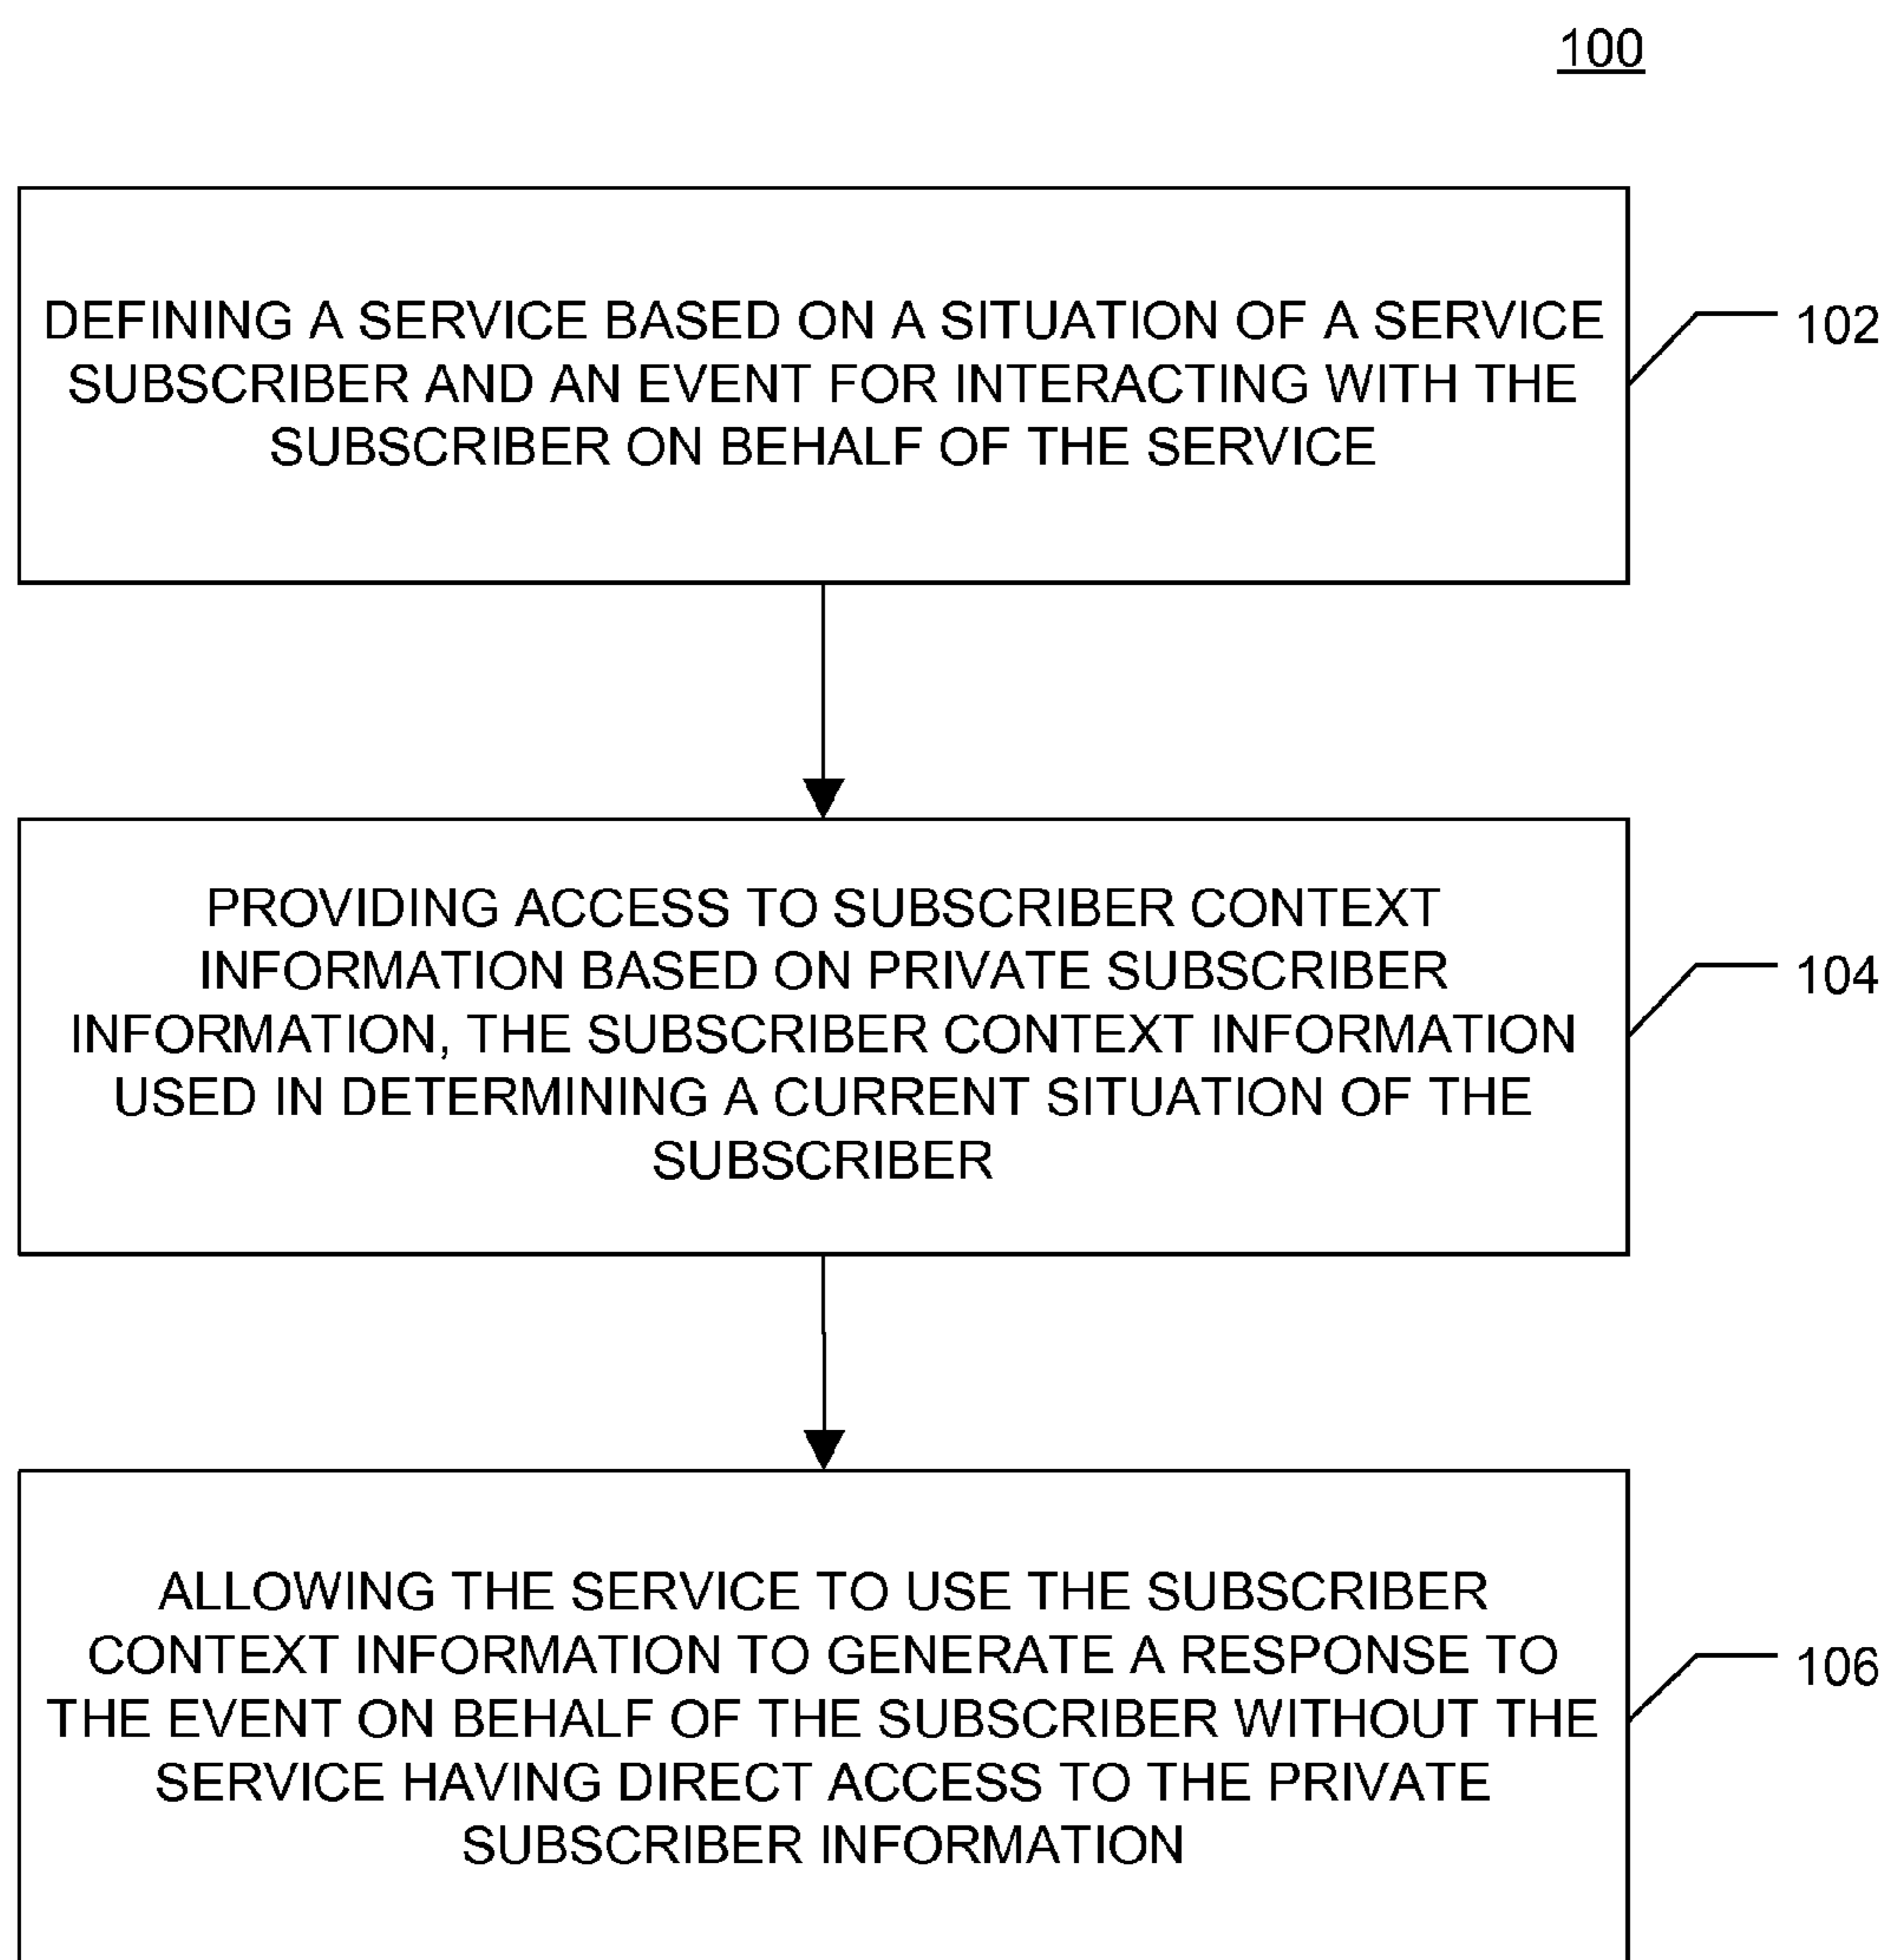 100
DEFINING A SERVICE BASED ON A SITUATION OF A SERVICE
SUBSCRIBER AND AN EVENT FOR INTERACTING WITH THE
SUBSCRIBER ON BEHALF OF THE SERVICE
102
PROVIDING ACCESS TO SUBSCRIBER CONTEXT
INFORMATION BASED ON PRIVATE SUBSCRIBER
INFORMATION, THE SUBSCRIBER CONTEXT INFORMATION
USED IN DETERMINING A CURRENT SITUATION OF THE
SUBSCRIBER
104
ALLOWING THE SERVICE TO USE THE SUBSCRIBER
CONTEXT INFORMATION TO GENERATE A RESPONSE TO
THE EVENT ON BEHALF OF THE SUBSCRIBER WITHOUT THE
SERVICE HAVING DIRECT ACCESS TO THE PRIVATE
SUBSCRIBER INFORMATION
106